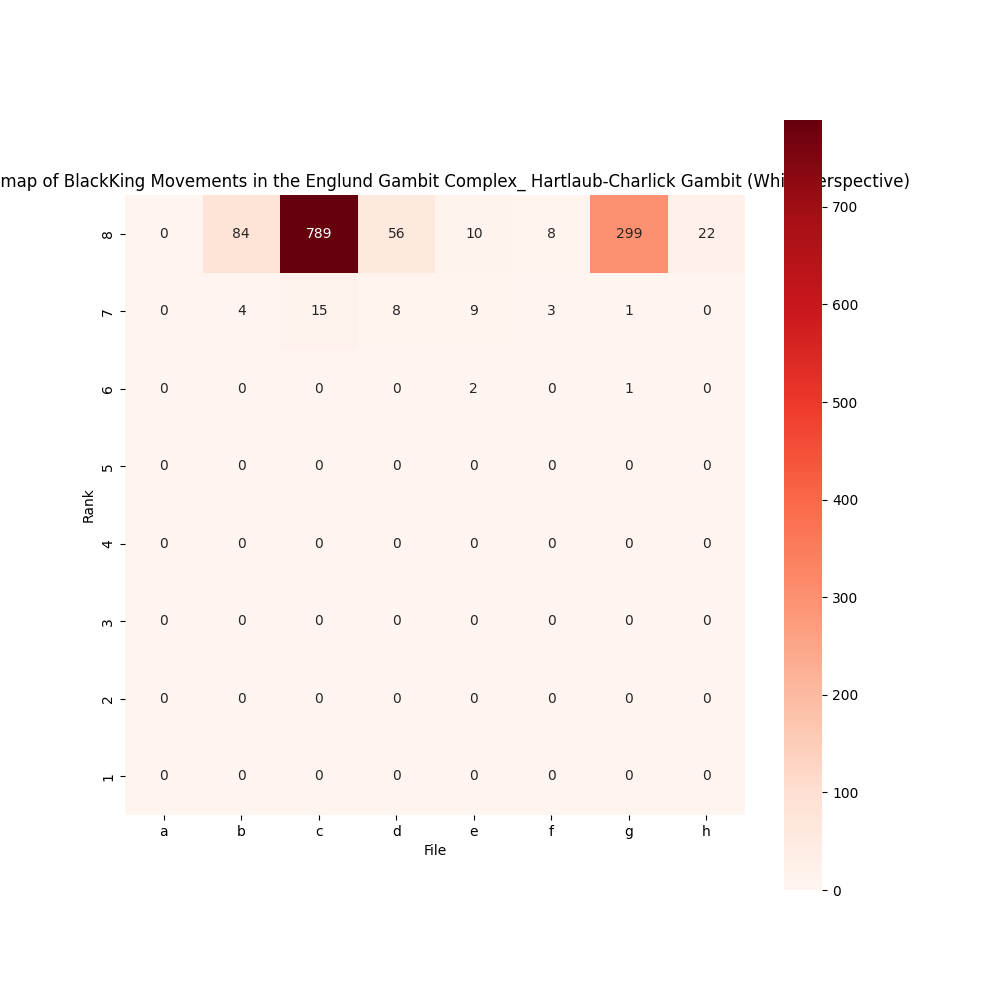 map of BlackKing Movements in the Englund Gambit Complex_ Hartlaub-Charlick Gambit (Whi erspective)
8 0 84 789 56 10 8 299 22
7 0 4 15 8 9 3 1 0
6 0 0 0 0 2 0 1 0
5 0 0 0 0 0 0 0 0
4 0 0 0 0 0 0 0 0
3 0 0 0 0 0 0 0 0
2 0 0 0 0 0 0 0 0
1 0 0 0 0 0 0 0 0
a b c d e f g h
File
Rank
700
600
500
400
300
200
100
0